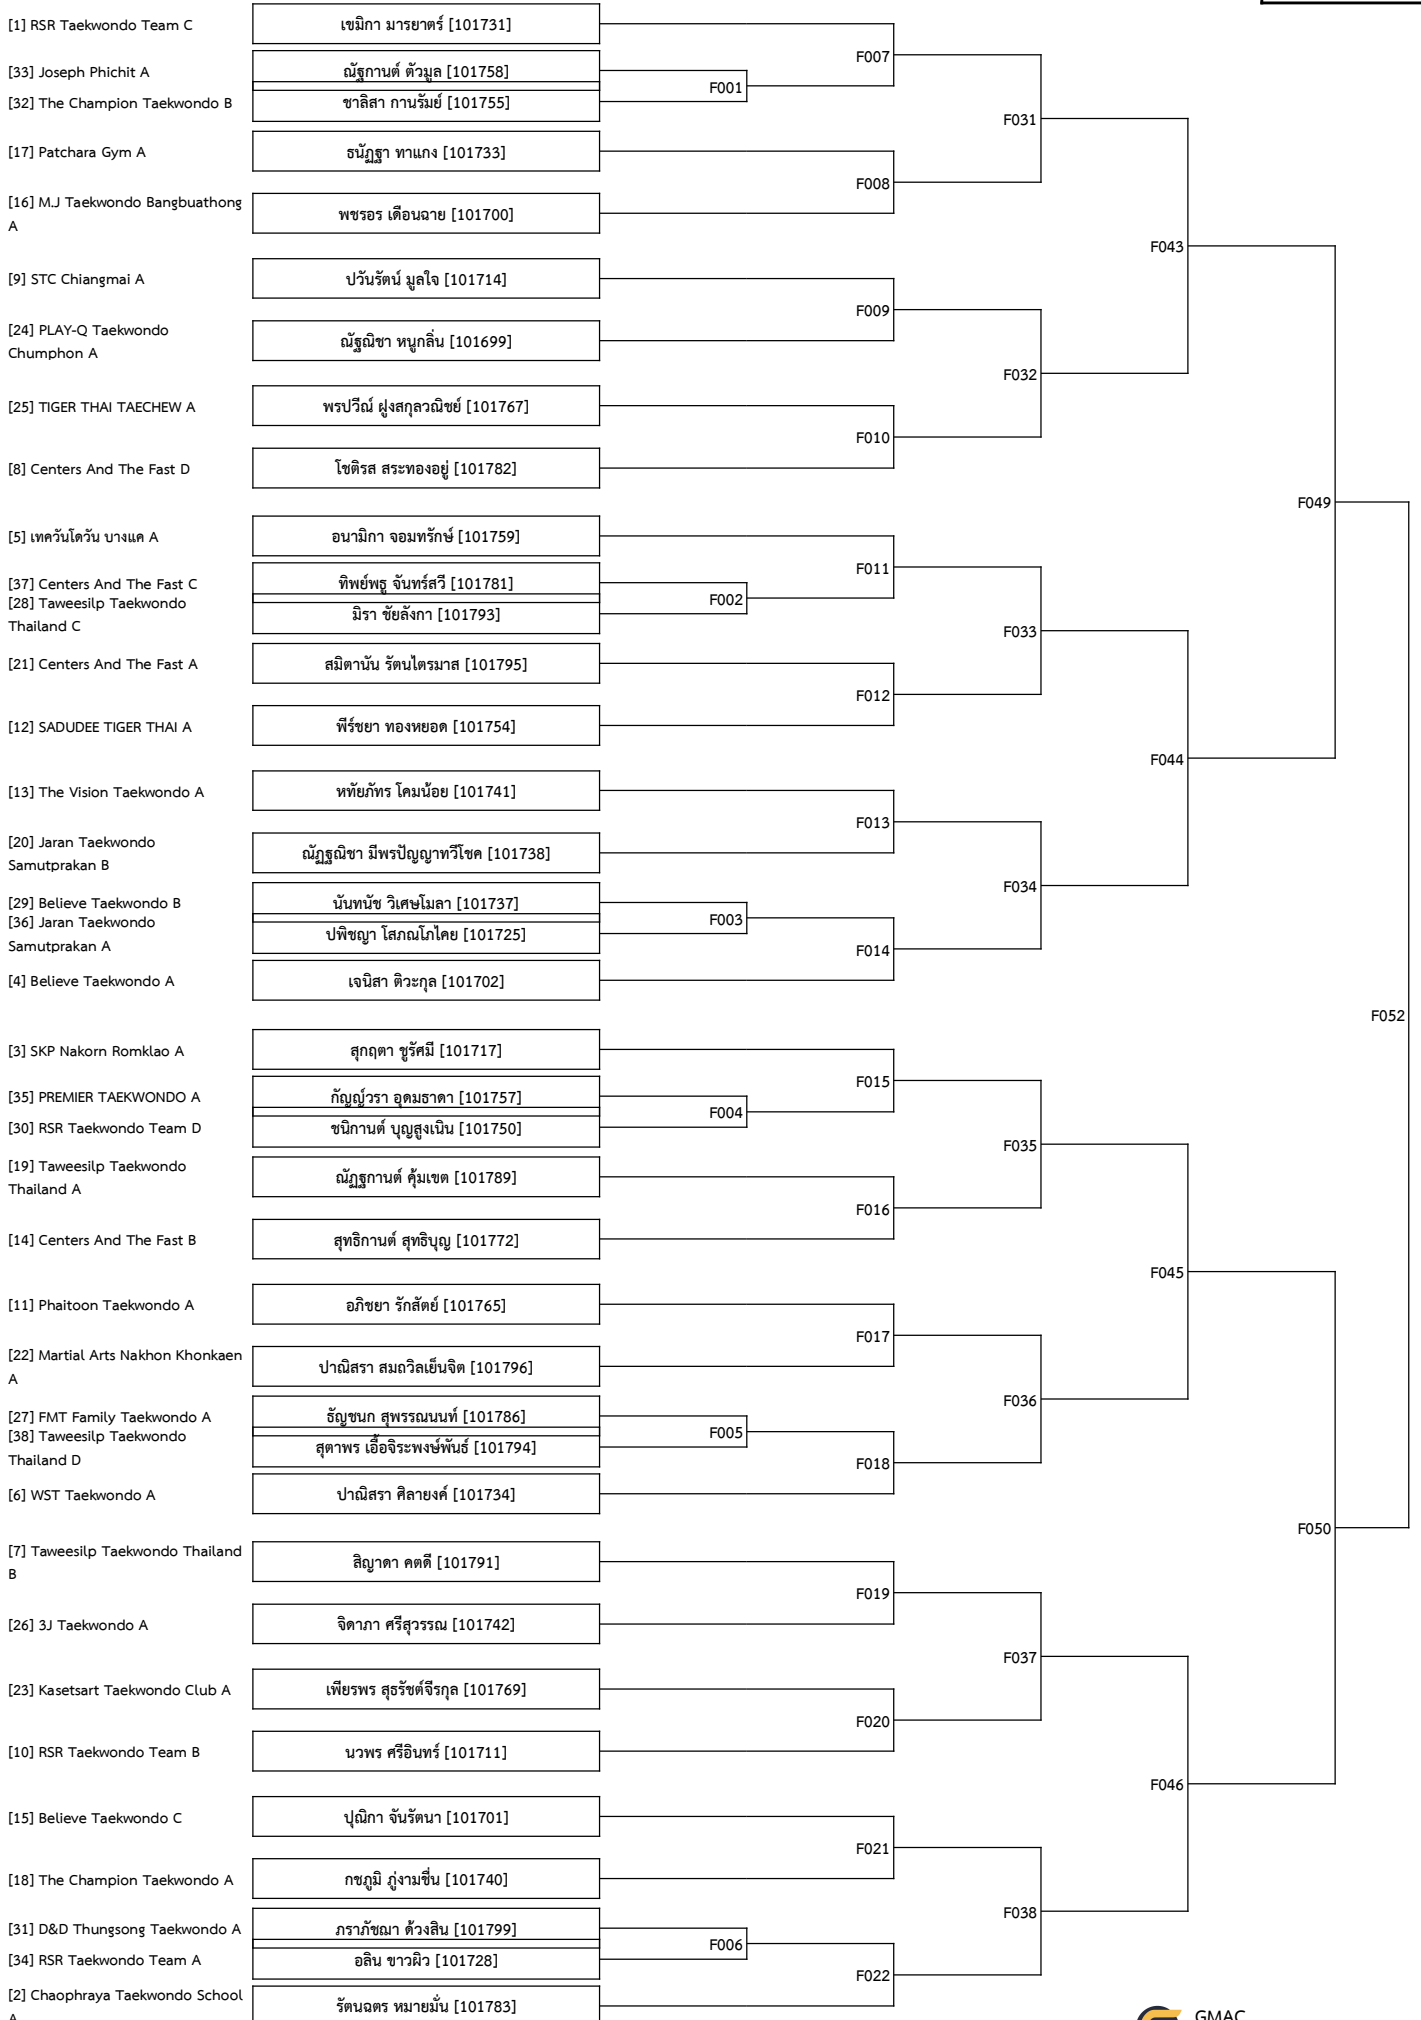 [1] RSR Taekwondo Team C
เขมิกา มารยาตร์ [101731]
F007
[33] Joseph Phichit A
ณัฐกานต์ ตัวมูล [101758]
F001
[32] The Champion Taekwondo B
ชาลิสา กานรัมย์ [101755]
F031
[17] Patchara Gym A
ธนัฏฐา ทาแกง [101733]
F008
[16] M.J Taekwondo Bangbuathong
A
พชรอร เดือนฉาย [101700]
F043
[9] STC Chiangmai A
ปวันรัตน์ มูลใจ [101714]
F009
[24] PLAY-Q Taekwondo
Chumphon A
ณัฐณิชา หนูกลิ่น [101699]
F032
[25] TIGER THAI TAECHEW A
พรปวีณ์ ฝูงสกุลวณิชย์ [101767]
F010
[8] Centers And The Fast D
โชติรส สระทองอยู่ [101782]
F049
[5] เทควันโดวัน บางแค A
อนามิกา จอมทรักษ์ [101759]
F011
[37] Centers And The Fast C
ทิพย์พธู จันทร์สวี [101781]
F002
[28] Taweesilp Taekwondo
Thailand C
มิรา ชัยลังกา [101793]
F033
[21] Centers And The Fast A
สมิตานัน รัตนไตรมาส [101795]
F012
[12] SADUDEE TIGER THAI A
พีร์ชยา ทองหยอด [101754]
F044
[13] The Vision Taekwondo A
หทัยภัทร โคมน้อย [101741]
F013
[20] Jaran Taekwondo
Samutprakan B
ณัฏฐณิชา มีพรปัญญาทวีโชค [101738]
F034
[29] Believe Taekwondo B
นันทนัช วิเศษโมลา [101737]
F003
[36] Jaran Taekwondo
Samutprakan A
ปพิชญา โสภณโภไคย [101725]
F014
[4] Believe Taekwondo A
เจนิสา ติวะกุล [101702]
F052
[3] SKP Nakorn Romklao A
สุกฤตา ชูรัศมี [101717]
F015
[35] PREMIER TAEKWONDO A
กัญญ์วรา อุดมธาดา [101757]
F004
[30] RSR Taekwondo Team D
ชนิกานต์ บุญสูงเนิน [101750]
F035
[19] Taweesilp Taekwondo
Thailand A
ณัฏฐกานต์ คุ้มเขต [101789]
F016
[14] Centers And The Fast B
สุทธิกานต์ สุทธิบุญ [101772]
F045
[11] Phaitoon Taekwondo A
อภิชยา รักสัตย์ [101765]
F017
[22] Martial Arts Nakhon Khonkaen
A
ปาณิสรา สมถวิลเย็นจิต [101796]
F036
[27] FMT Family Taekwondo A
ธัญชนก สุพรรณนนท์ [101786]
F005
[38] Taweesilp Taekwondo
Thailand D
สุตาพร เอื้อจิระพงษ์พันธ์ [101794]
F018
[6] WST Taekwondo A
ปาณิสรา ศิลายงค์ [101734]
F050
[7] Taweesilp Taekwondo Thailand
B
สิญาดา คตดี [101791]
F019
[26] 3J Taekwondo A
จิดาภา ศรีสุวรรณ [101742]
F037
[23] Kasetsart Taekwondo Club A
เพียรพร สุธรัชต์จีรกุล [101769]
F020
[10] RSR Taekwondo Team B
นวพร ศรีอินทร์ [101711]
F046
[15] Believe Taekwondo C
ปุณิกา จันรัตนา [101701]
F021
[18] The Champion Taekwondo A
กชภูมิ ภู่งามชื่น [101740]
F038
[31] D&D Thungsong Taekwondo A
ภราภัชฌา ด้วงสิน [101799]
F006
[34] RSR Taekwondo Team A
อลิน ขาวผิว [101728]
F022
[2] Chaophraya Taekwondo School
A
รัตนฉตร หมายมั่น [101783]
GMAC